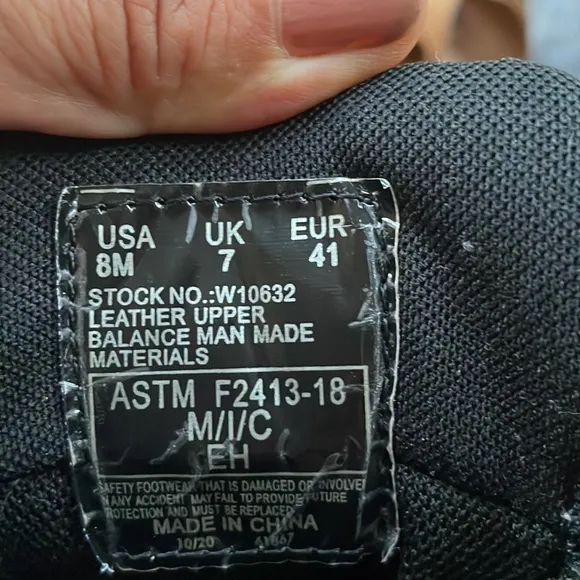 USA UK EUR
8M 7 41
STOCK NO.:W10632
LEATHER UPPER
BALANCE MAN MADE
MATERIALS
ASTM F2413-18
M/I/C
EH
SAFETY FOOTWEAR THAT IS DAMAGED OR INVOLVED
IN ANY ACCIDENT MAY FAIL TO PROVIDE FUTURE
PROTECTION AND MUST BE REPLACED
MADE IN CHINA
10/20